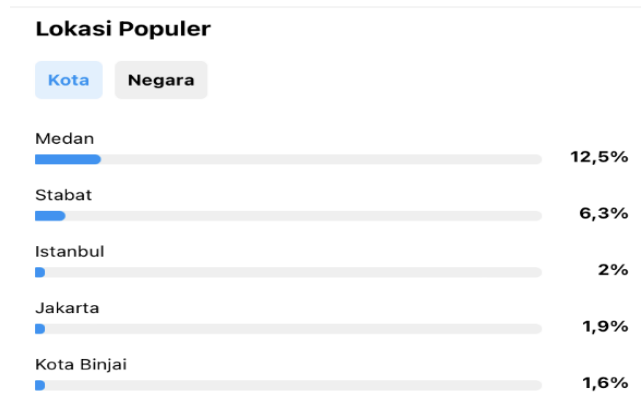 Lokasi Populer
Kota Negara
Medan
12,5%
Stabat
6,3%
Istanbul
2%
Jakarta
1,9%
Kota Binjai
1,6%